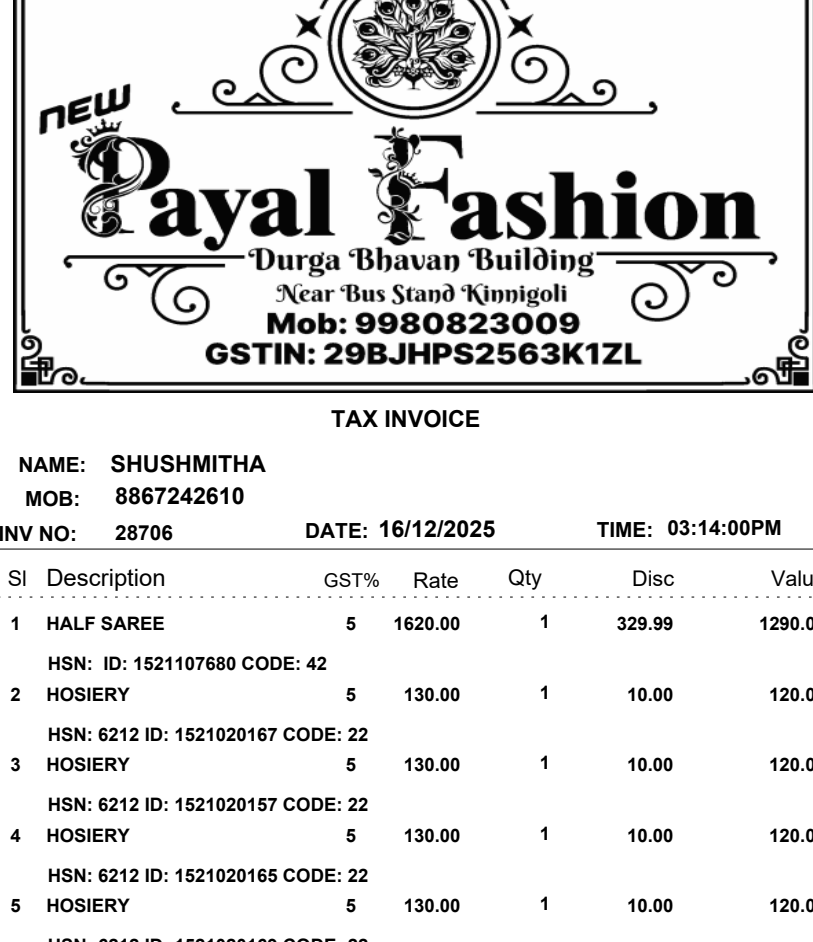 NEW
Payal Fashion
Durga Bhavan Building
Near Bus Stand Kinnigoli
Mob: 9980823009
GSTIN: 29BJHPS2563K1ZL
TAX INVOICE
NAME: SHUSHMITHA
MOB: 8867242610
INV NO: 28706 DATE: 16/12/2025 TIME: 03:14:00PM
Sl Description GST% Rate Qty Disc Valu
1 HALF SAREE 5 1620.00 1 329.99 1290.0
HSN: ID: 1521107680 CODE: 42
2 HOSIERY 5 130.00 1 10.00 120.0
HSN: 6212 ID: 1521020167 CODE: 22
3 HOSIERY 5 130.00 1 10.00 120.0
HSN: 6212 ID: 1521020157 CODE: 22
4 HOSIERY 5 130.00 1 10.00 120.0
HSN: 6212 ID: 1521020165 CODE: 22
5 HOSIERY 5 130.00 1 10.00 120.0